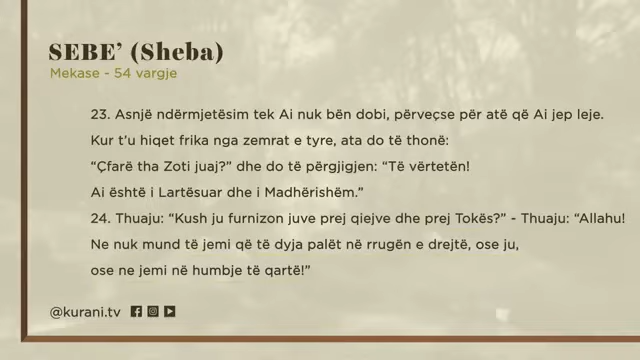 SEBE’ (Sheba)
Mekase - 54 vargje
23. Asnjë ndërmjetësim tek Ai nuk bën dobi, përveçse për atë që Ai jep leje.
Kur t'u hiqet frika nga zemrat e tyre, ata do të thonë:
“Çfarë tha Zoti juaj?” dhe do të përgjigjen: “Të vërtetën!
Ai është i Lartësuar dhe i Madhërishëm.”
24. Thuaju: “Kush ju furnizon juve prej qiejve dhe prej Tokës?” - Thuaju: “Allahu!
Ne nuk mund të jemi që të dyja palët në rrugën e drejtë, ose ju,
ose ne jemi në humbje të qartë!”
@kurani.tv